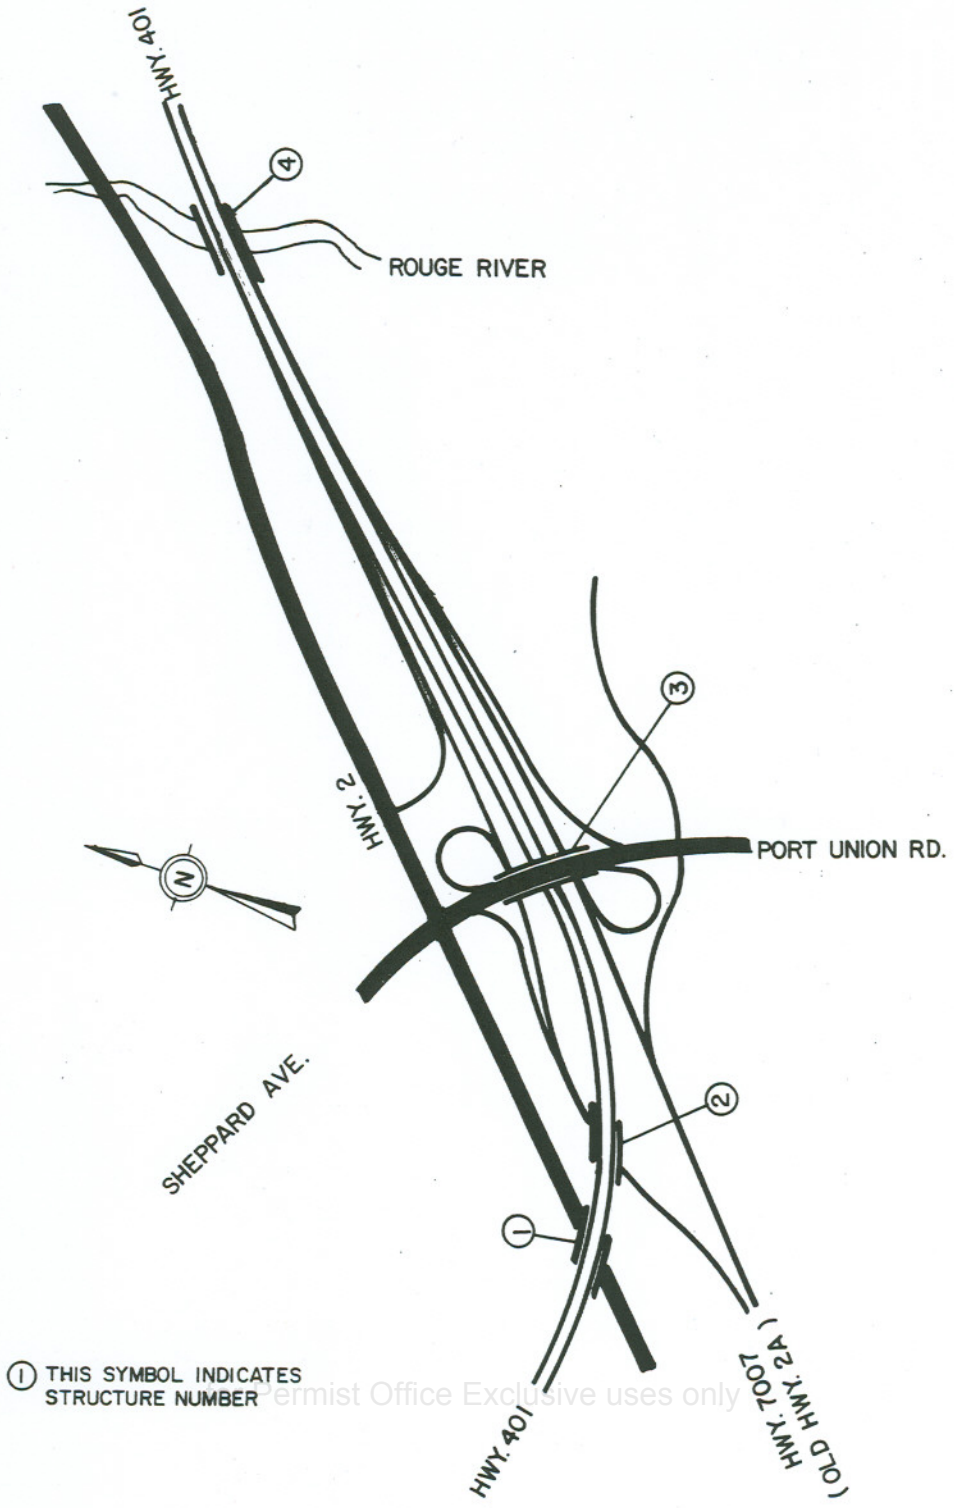 HWY. 401
4
ROUGE RIVER
3
HWY. 2
PORT UNION RD.
N
SHEPPARD AVE.
2
1
1 THIS SYMBOL INDICATES
STRUCTURE NUMBER
for Permist Office Exclusive uses only
HWY. 7007
(OLD HWY. 2A)
HWY. 401